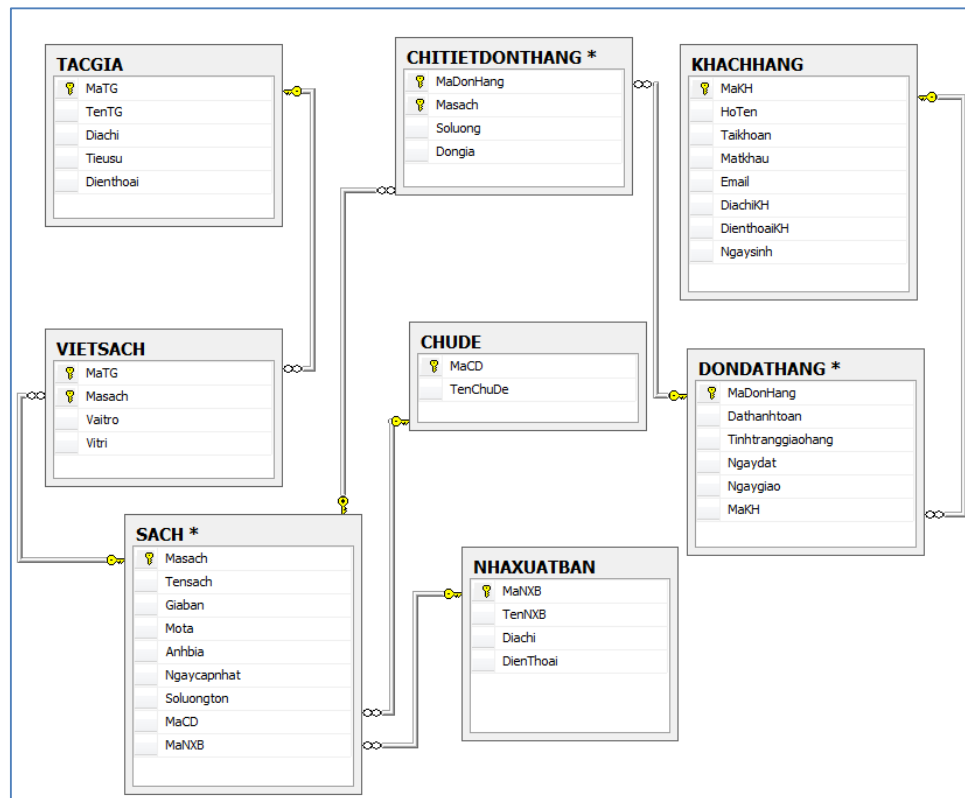 TACGIA
MaTG
TenTG
Diachi
Tieusu
Dienthoai
CHITIETDONTHANG *
MaDonHang
Masach
Soluong
Dongia
KHACHHANG
MaKH
HoTen
Taikhoan
Matkhau
Email
DiachiKH
DienthoaiKH
Ngaysinh
VIETSACH
MaTG
Masach
Vaitro
Vitri
CHUDE
MaCD
TenChuDe
DONDATHANG *
MaDonHang
Dathanhtoan
Tinhtranggiaohang
Ngaydat
Ngaygiao
MaKH
SACH *
Masach
Tensach
Giaban
Mota
Anhbia
Ngaycapnhat
Soluongton
MaCD
MaNXB
NHAXUATBAN
MaNXB
TenNXB
Diachi
DienThoai